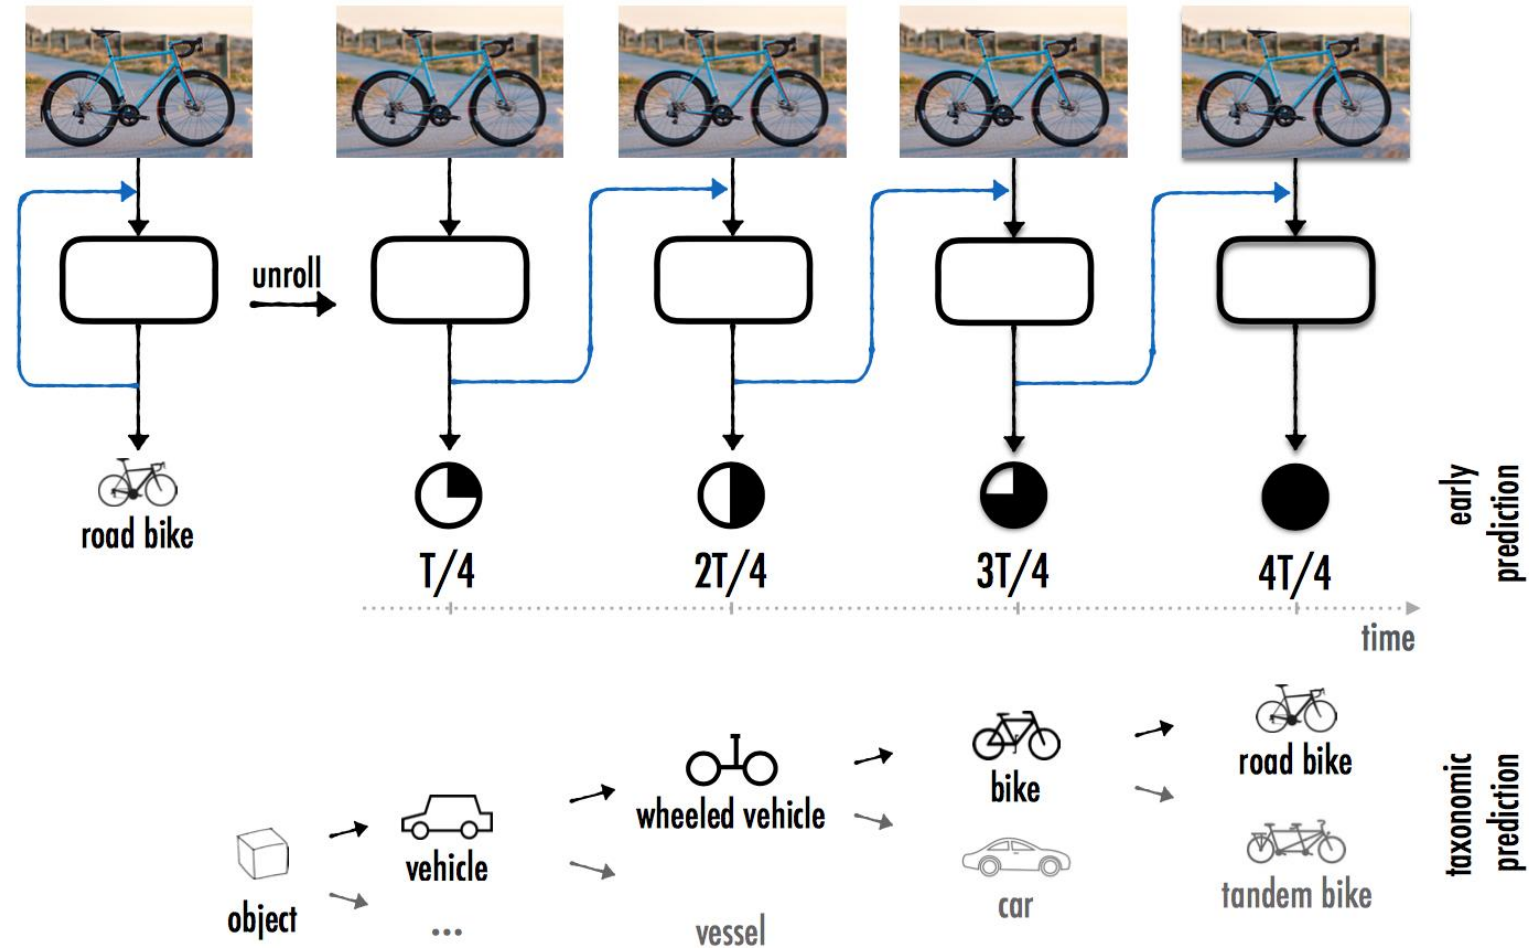 unroll
road bike
T/4
2T/4
3T/4
4T/4
early
prediction
time
object
vehicle
...
wheeled vehicle
vessel
bike
car
road bike
tandem bike
taxonomic
prediction